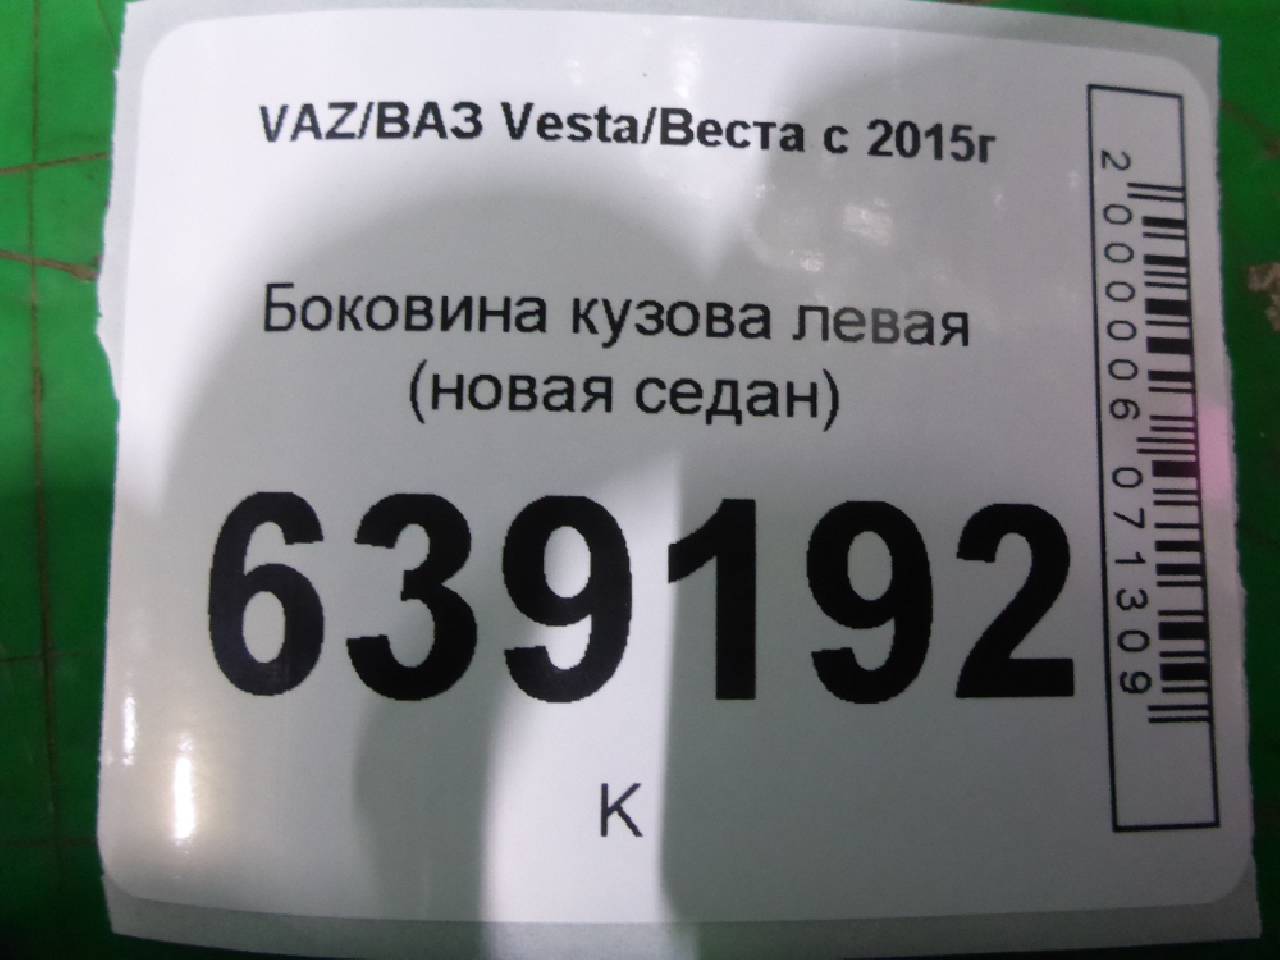 VAZ/ВАЗ Vesta/Веста с 2015г
Боковина кузова левая
(новая седан)
639192
К
2000006071309